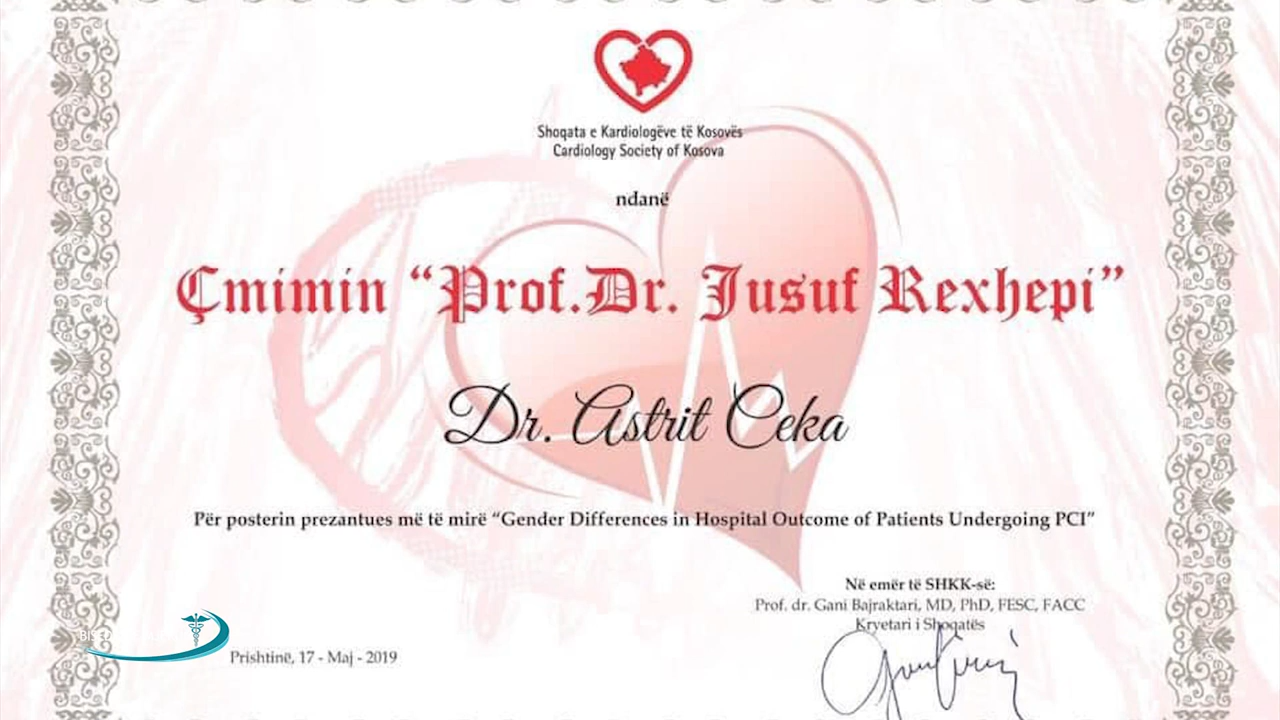 Shoqata e Kardiologëve të Kosovës
Cardiology Society of Kosova
ndanë
Çmimin “Prof.Dr. Jusuf Rexhepi”
Dr. Astrit Ceka
Për posterin prezantues më të mirë “Gender Differences in Hospital Outcome of Patients Undergoing PCI”
Në emër të SHKK-së:
Prof. dr. Gani Bajraktari, MD, PhD, FESC, FACC
Kryetari i Shoqatës
Prishtinë, 17 - Maj - 2019